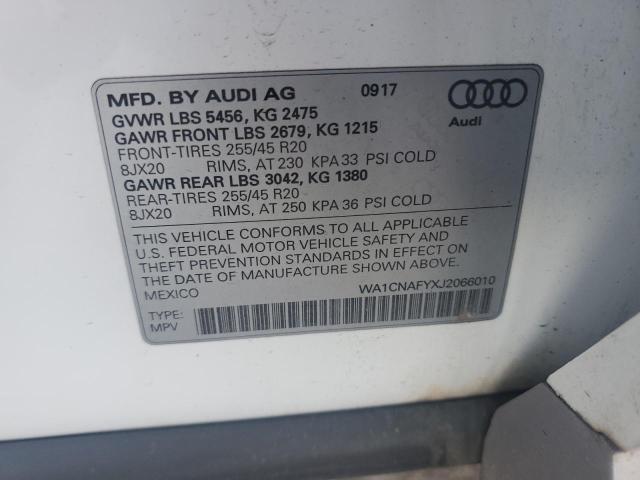 MFD. BY AUDI AG 0917
GVWR LBS 5456, KG 2475
GAWR FRONT LBS 2679, KG 1215
FRONT-TIRES 255/45 R20
8JX20 RIMS, AT 230 KPA 33 PSI COLD
GAWR REAR LBS 3042, KG 1380
REAR-TIRES 255/45 R20
8JX20 RIMS, AT 250 KPA 36 PSI COLD
Audi
THIS VEHICLE CONFORMS TO ALL APPLICABLE
U.S. FEDERAL MOTOR VEHICLE SAFETY AND
THEFT PREVENTION STANDARDS IN EFFECT ON
THE DATE OF MANUFACTURE SHOWN ABOVE.
MEXICO WA1CNAFYXJ2066010
TYPE:
MPV